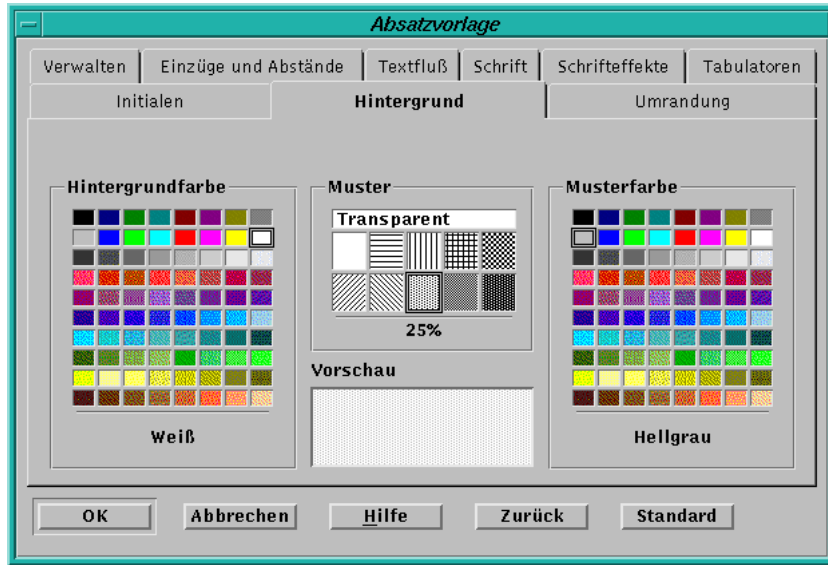 Absatzvorlage
Verwalten Einzüge und Abstände Textfluß Schrift Schrifteffekte Tabulatoren
Initialen Hintergrund Umrandung
Hintergrundfarbe Muster Musterfarbe
Transparent
25%
Vorschau
Weiß Hellgrau
OK Abbrechen Hilfe Zurück Standard